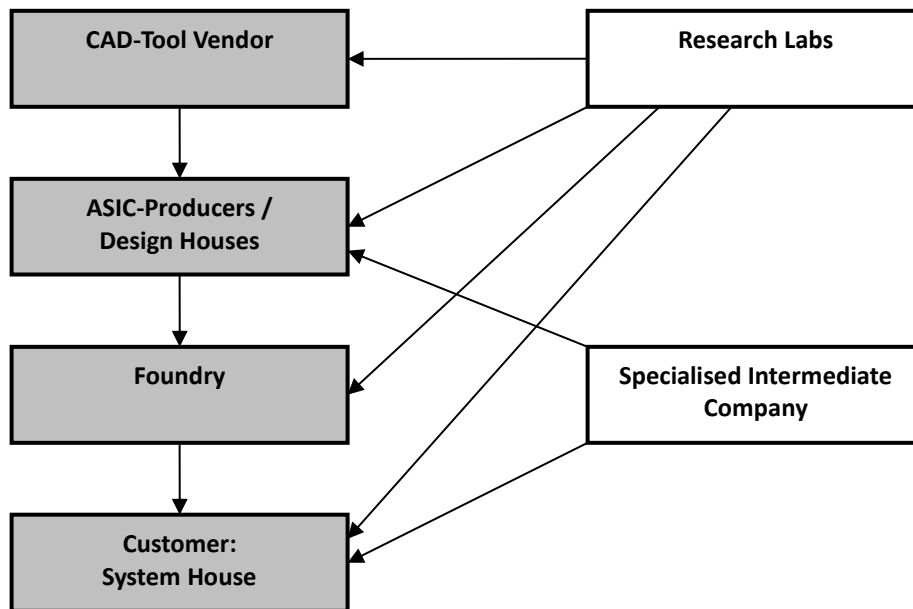 CAD-Tool Vendor
Research Labs
ASIC-Producers /
Design Houses
Foundry
Specialised Intermediate
Company
Customer:
System House